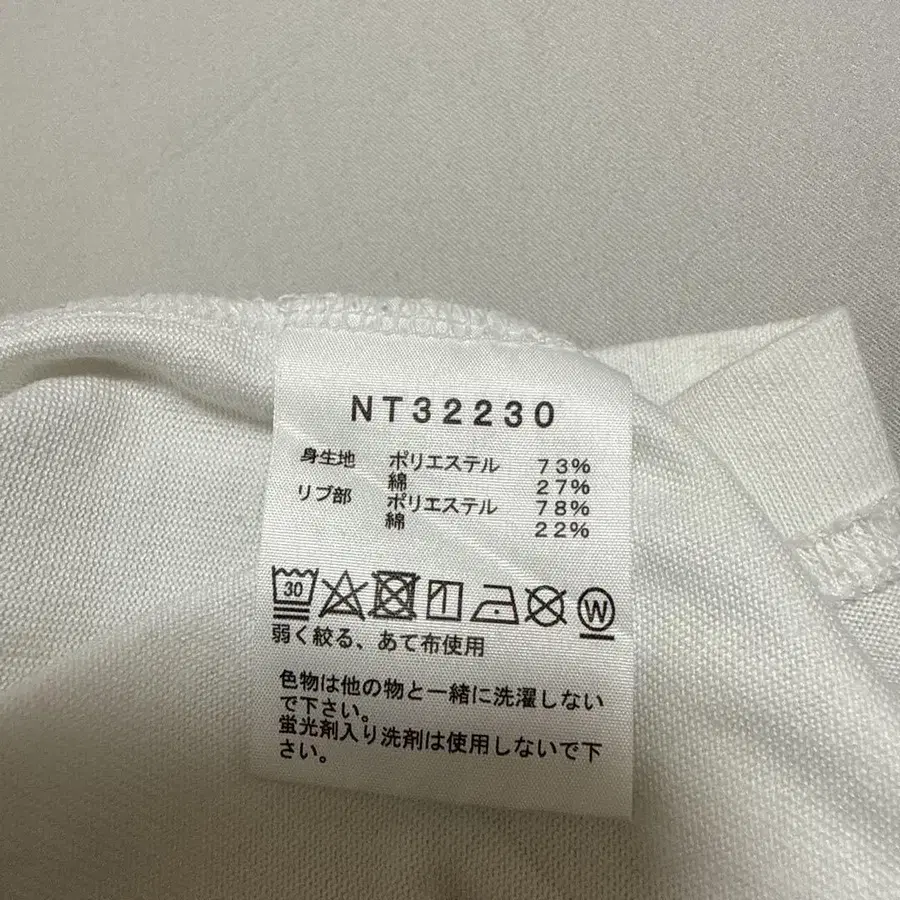 NT32230
身生地 ポリエステル 73%
綿 27%
リブ部 ポリエステル 78%
綿 22%
30
W
弱く絞る、あて布使用
色物は他の物と一緒に洗濯しない
で下さい。
蛍光剤入り洗剤は使用しないで下
さい。